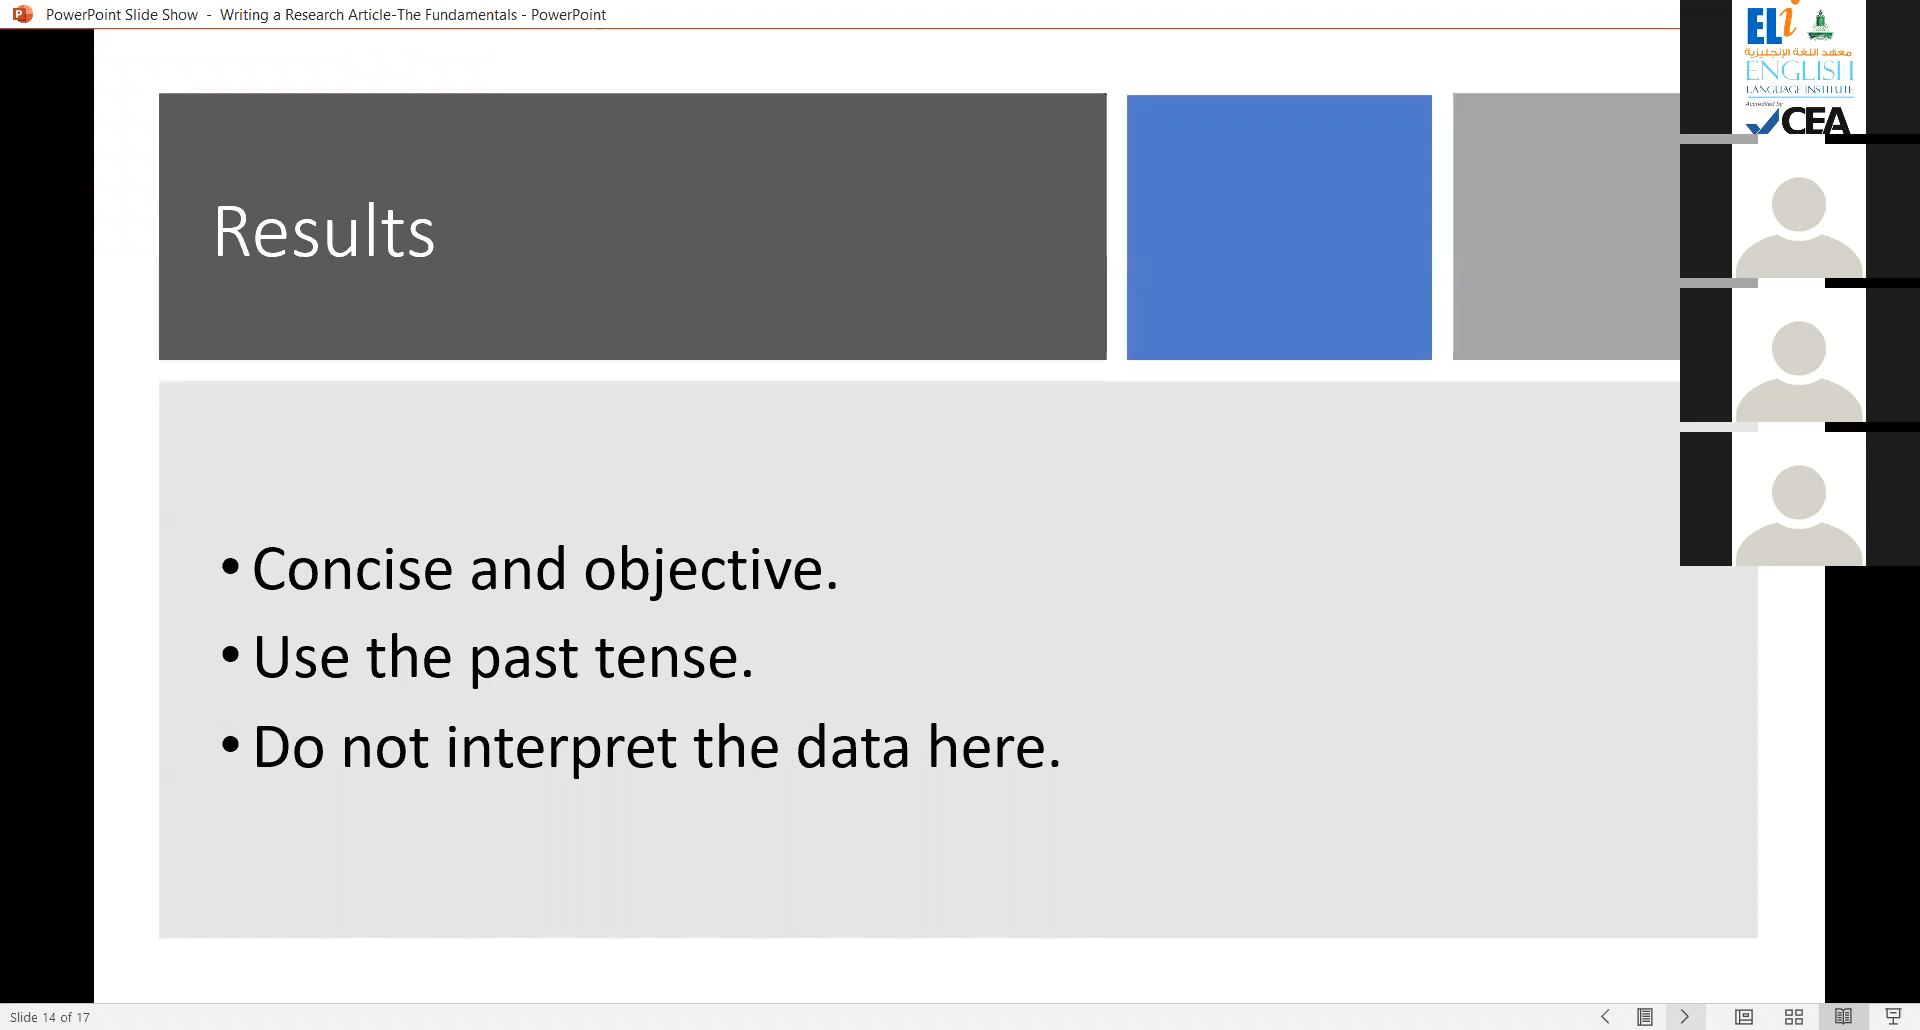 PowerPoint Slide Show - Writing a Research Article-The Fundamentals - PowerPoint
ELi
معهد اللغة الإنجليزية
ENGLISH
LANGUAGE INSTITUTE
Accredited by
CEA
Results
• Concise and objective.
• Use the past tense.
• Do not interpret the data here.
Slide 14 of 17